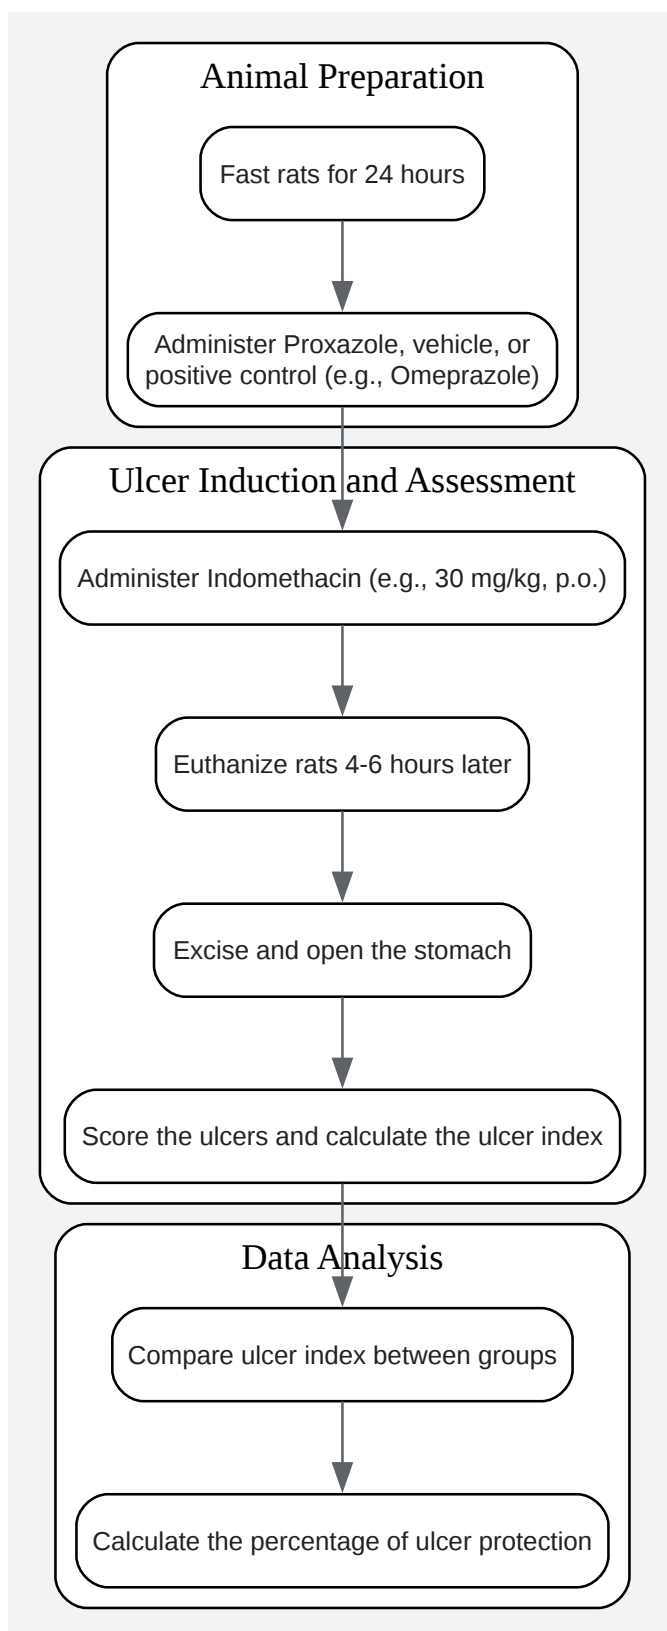 Animal Preparation
Fast rats for 24 hours
Administer Proxazole, vehicle, or
positive control (e.g., Omeprazole)
Ulcer Induction and Assessment
Administer Indomethacin (e.g., 30 mg/kg, p.o.)
Euthanize rats 4-6 hours later
Excise and open the stomach
Score the ulcers and calculate the ulcer index
Data Analysis
Compare ulcer index between groups
Calculate the percentage of ulcer protection